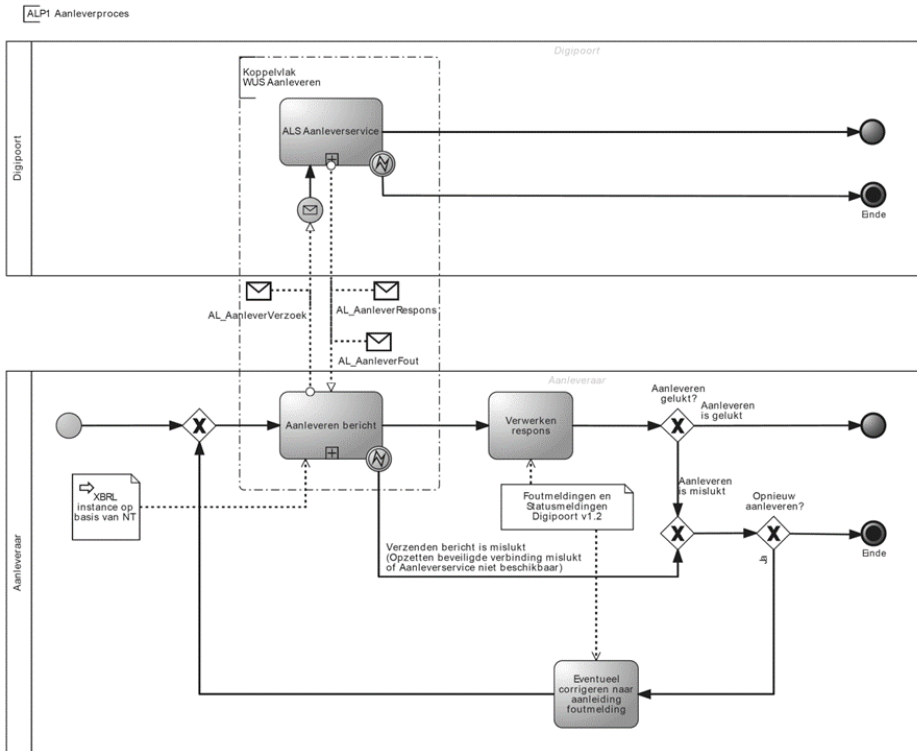 ALP1 Aanleverproces
Digipoort
Digipoort
Koppelvlak
WUS Aanleveren
ALS Aanleverservice
Einde
AL_AanleverVerzoek
AL_AanleverRespons
AL_AanleverFout
Aanleveraar
Aanleveraar
Aanleveren bericht
Verwerken
respons
Aanleveren
gelukt?
Aanleveren
is gelukt
XBRL
instance op
basis van NT
Foutmeldingen en
Statusmeldingen
Digipoort v1.2
Aanleveren
is mislukt
Opnieuw
aanleveren?
Ja
Einde
Verzenden bericht is mislukt
(Opzetten beveiligde verbinding mislukt
of Aanleverservice niet beschikbaar)
Eventueel
corrigeren naar
aanleiding
foutmelding